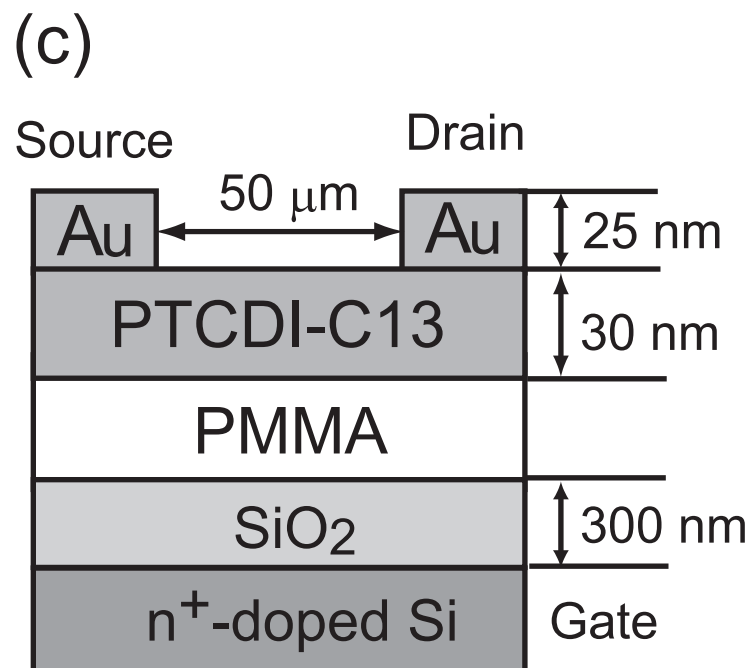 (c)
Source
Drain
50 μm
Au
Au
25 nm
PTCDI-C13
30 nm
PMMA
SiO₂
300 nm
n⁺-doped Si
Gate